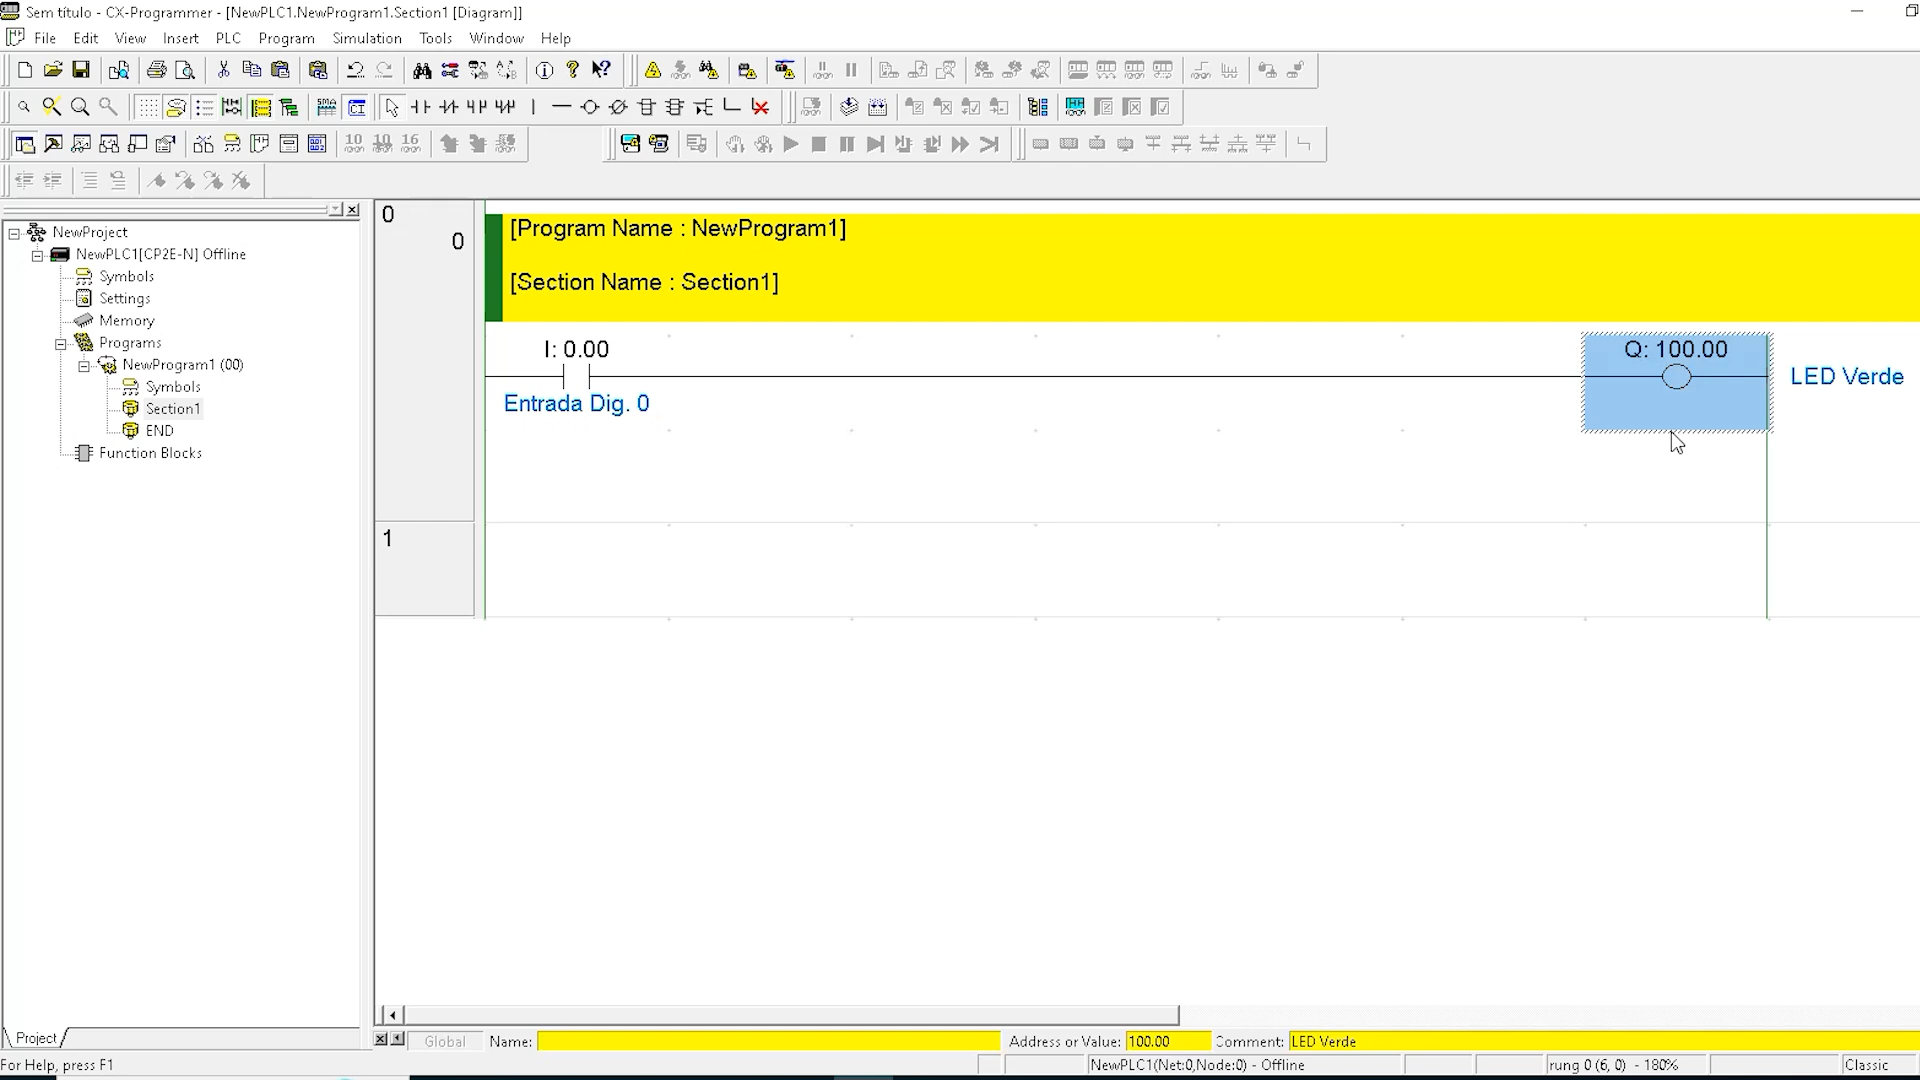 Sem título - CX-Programmer - [NewPLC1.NewProgram1.Section1 [Diagram]]
File Edit View Insert PLC Program Simulation Tools Window Help
10 10 16
NewProject
NewPLC1[CP2E-N] Offline
Symbols
Settings
Memory
Programs
NewProgram1 (00)
Symbols
Section1
END
Function Blocks
Project
0
0
[Program Name : NewProgram1]
[Section Name : Section1]
I: 0.00
Entrada Dig. 0
Q: 100.00
LED Verde
1
Global Name: Address or Value: 100.00 Comment: LED Verde
For Help, press F1 NewPLC1(Net:0,Node:0) - Offline rung 0 (6, 0) - 180% Classic